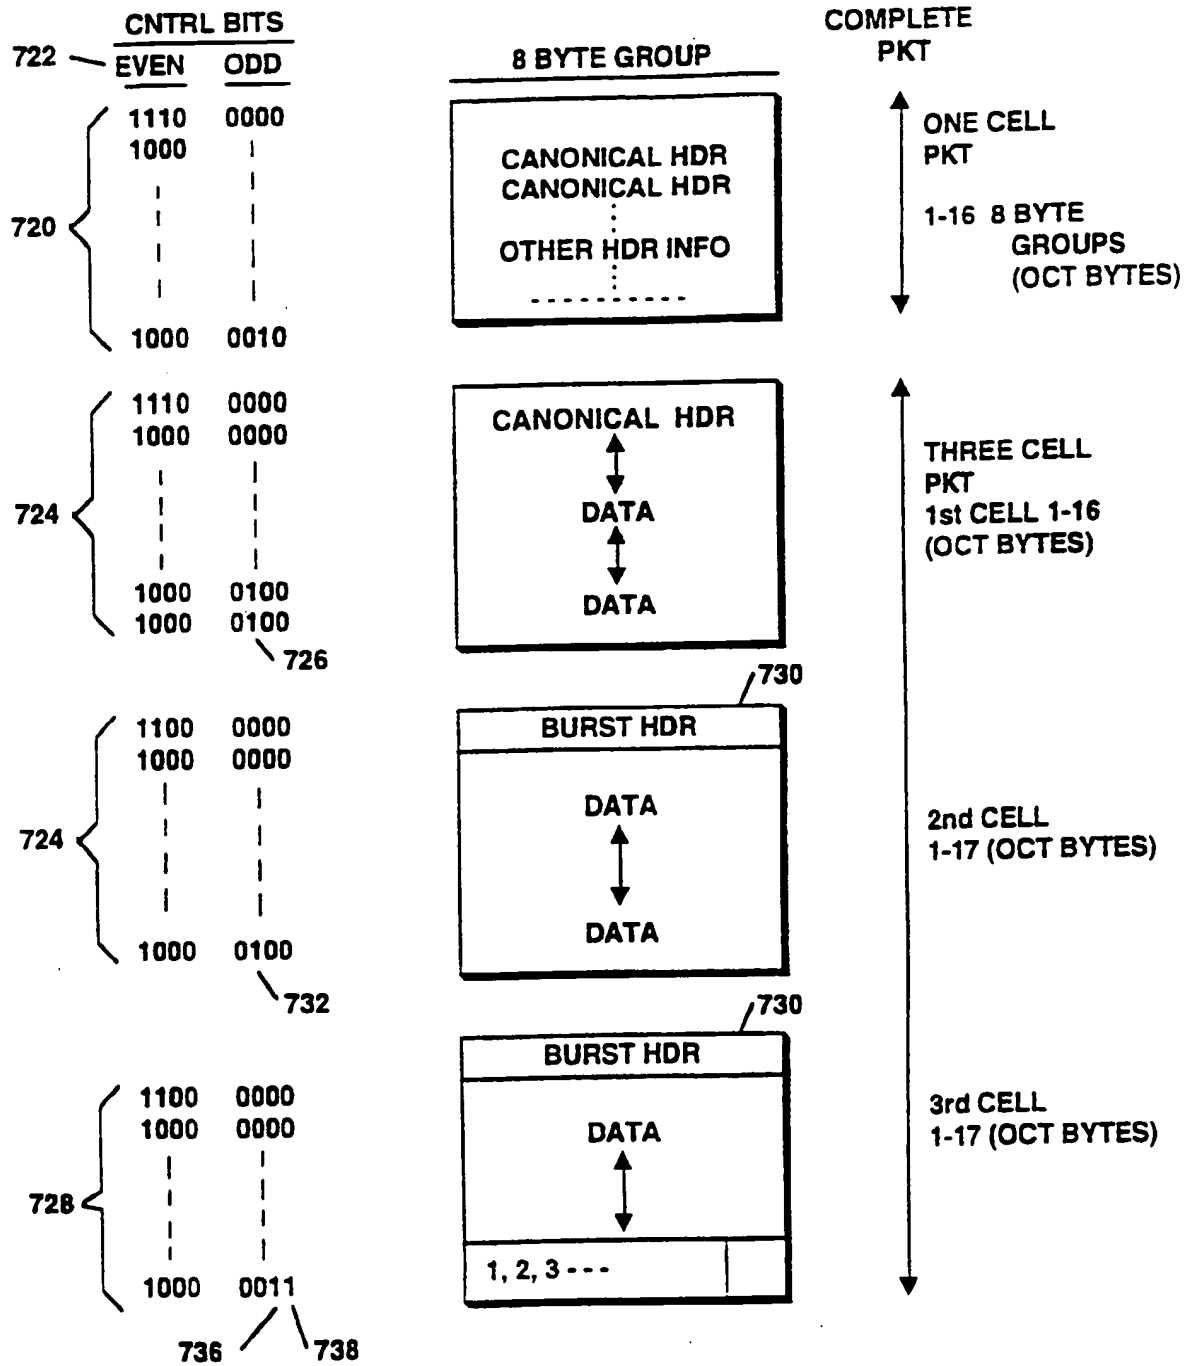 CNTRL BITS
722 EVEN ODD
8 BYTE GROUP
COMPLETE
PKT
720
1110 0000
1000
1000 0010
CANONICAL HDR
CANONICAL HDR
OTHER HDR INFO
ONE CELL
PKT
1-16 8 BYTE
GROUPS
(OCT BYTES)
724
1110 0000
1000 0000
1000 0100
1000 0100
726
CANONICAL HDR
DATA
DATA
THREE CELL
PKT
1st CELL 1-16
(OCT BYTES)
724
1100 0000
1000 0000
1000 0100
732
730
BURST HDR
DATA
DATA
2nd CELL
1-17 (OCT BYTES)
728
1100 0000
1000 0000
1000 0011
736 738
730
BURST HDR
DATA
1, 2, 3 ---
3rd CELL
1-17 (OCT BYTES)